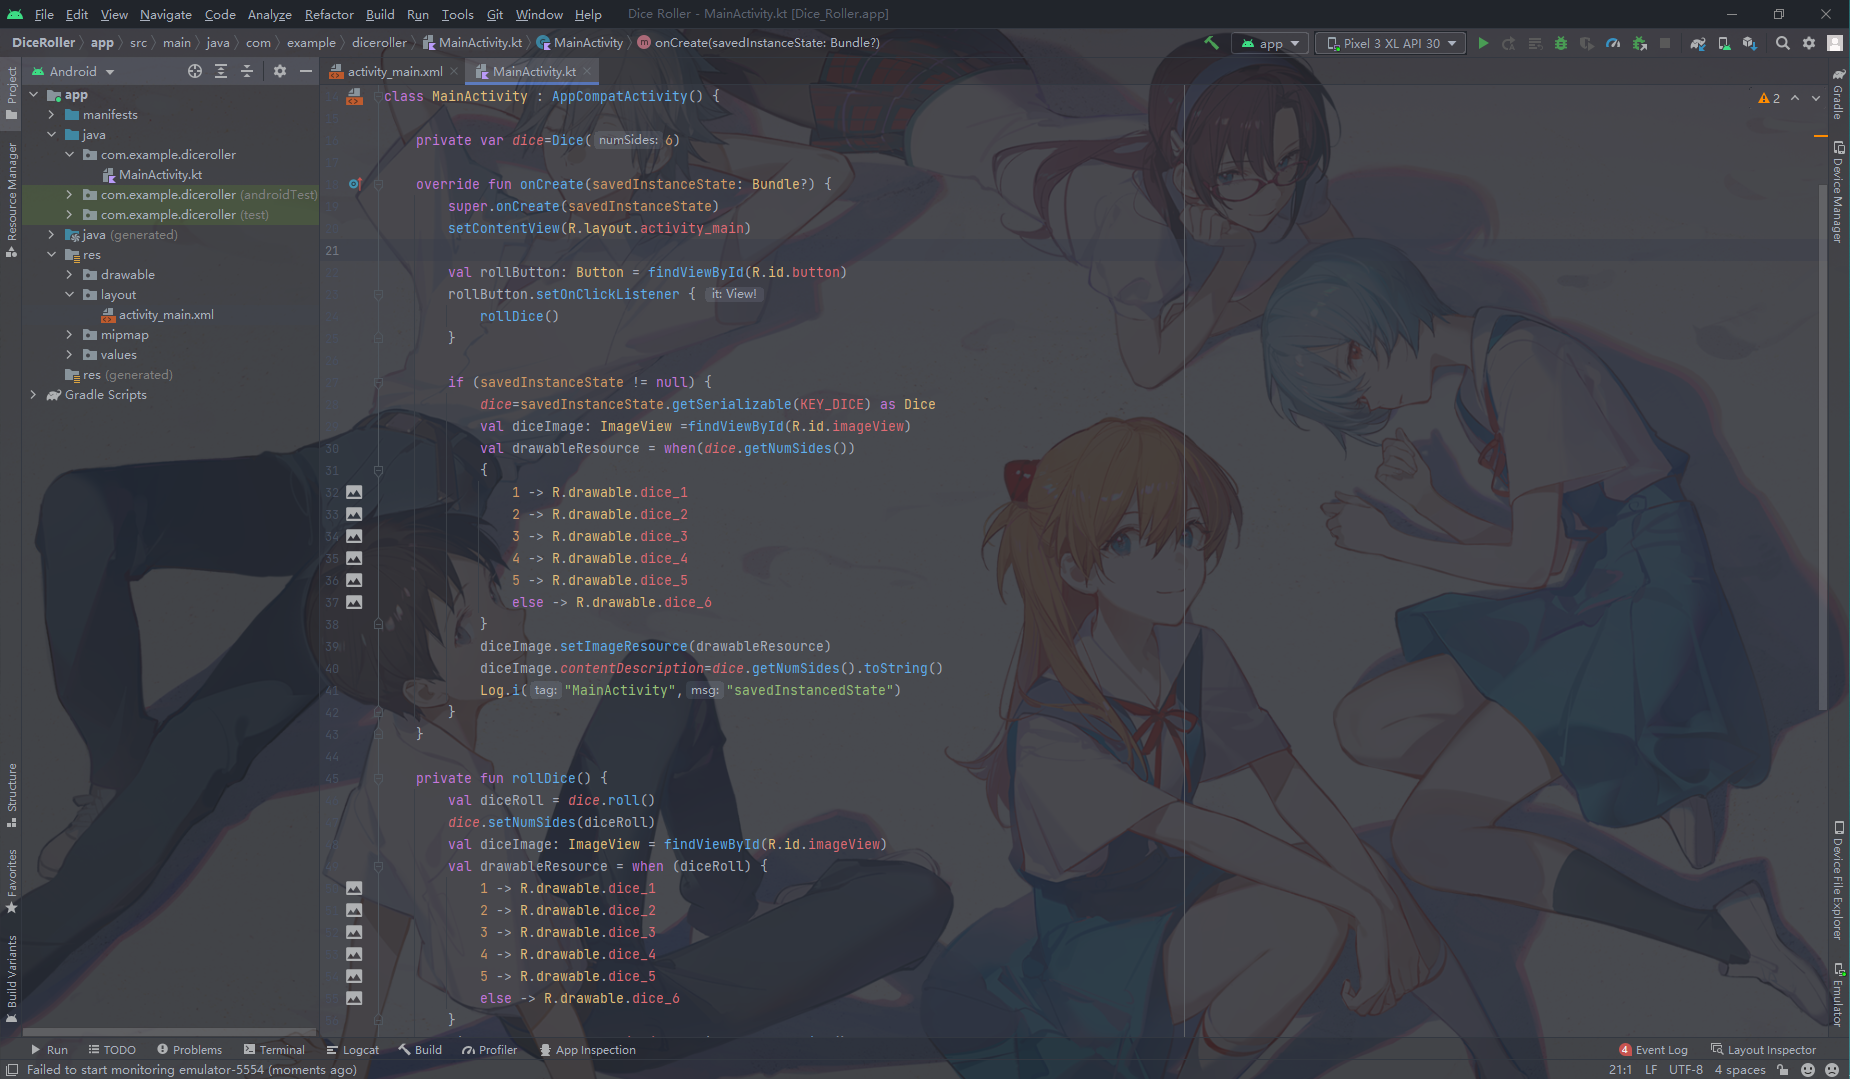 File Edit View Navigate Code Analyze Refactor Build Run Tools Git Window Help Dice Roller - MainActivity.kt [Dice_Roller.app]
DiceRoller app src main java com example diceroller MainActivity.kt MainActivity onCreate(savedInstanceState: Bundle?) app Pixel 3 XL API 30
Android activity_main.xml MainActivity.kt
Project
Resource Manager
Structure
Favorites
Build Variants
app
manifests
java
com.example.diceroller
MainActivity.kt
com.example.diceroller (androidTest)
com.example.diceroller (test)
java (generated)
res
drawable
layout
activity_main.xml
mipmap
values
res (generated)
Gradle Scripts
class MainActivity : AppCompatActivity() {
private var dice=Dice( numSides: 6)
override fun onCreate(savedInstanceState: Bundle?) {
super.onCreate(savedInstanceState)
setContentView(R.layout.activity_main)
21
val rollButton: Button = findViewById(R.id.button)
rollButton.setOnClickListener { it: View!
rollDice()
}
if (savedInstanceState != null) {
dice=savedInstanceState.getSerializable(KEY_DICE) as Dice
val diceImage: ImageView =findViewById(R.id.imageView)
30 val drawableResource = when(dice.getNumSides())
31 {
32 1 -> R.drawable.dice_1
33 2 -> R.drawable.dice_2
34 3 -> R.drawable.dice_3
35 4 -> R.drawable.dice_4
36 5 -> R.drawable.dice_5
37 else -> R.drawable.dice_6
38 }
39 diceImage.setImageResource(drawableResource)
40 diceImage.contentDescription=dice.getNumSides().toString()
41 Log.i( tag: "MainActivity", msg: "savedInstancedState")
42 }
43 }
44
45 private fun rollDice() {
val diceRoll = dice.roll()
dice.setNumSides(diceRoll)
val diceImage: ImageView = findViewById(R.id.imageView)
val drawableResource = when (diceRoll) {
1 -> R.drawable.dice_1
2 -> R.drawable.dice_2
3 -> R.drawable.dice_3
4 -> R.drawable.dice_4
5 -> R.drawable.dice_5
else -> R.drawable.dice_6
}
2
Gradle
Device Manager
Device File Explorer
Emulator
Run TODO Problems Terminal Logcat Build Profiler App Inspection 4 Event Log Layout Inspector
Failed to start monitoring emulator-5554 (moments ago) 21:1 LF UTF-8 4 spaces